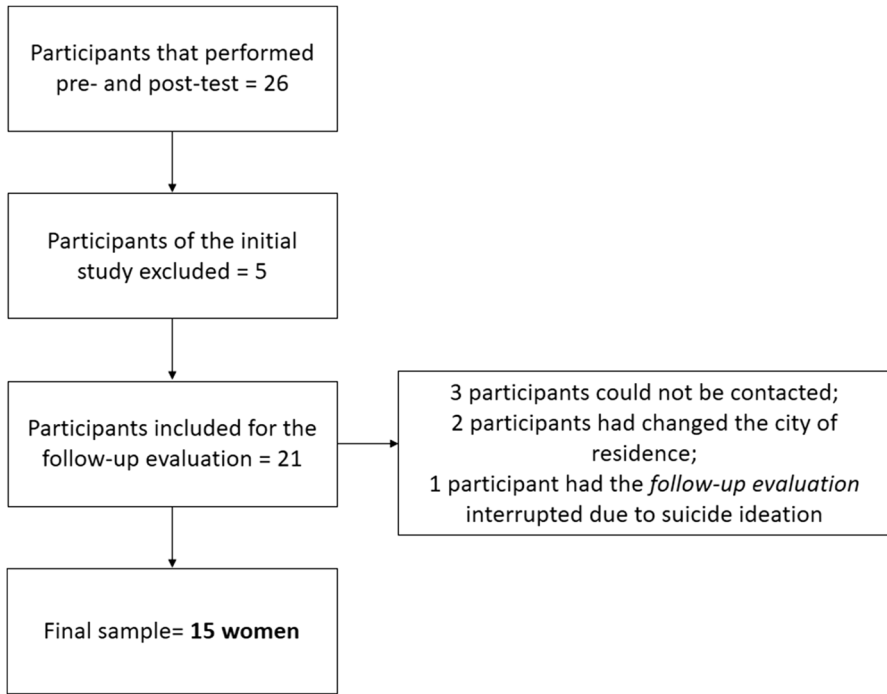 Participants that performed
pre- and post-test = 26
Participants of the initial
study excluded = 5
Participants included for the
follow-up evaluation = 21
3 participants could not be contacted;
2 participants had changed the city of
residence;
1 participant had the follow-up evaluation
interrupted due to suicide ideation
Final sample= 15 women